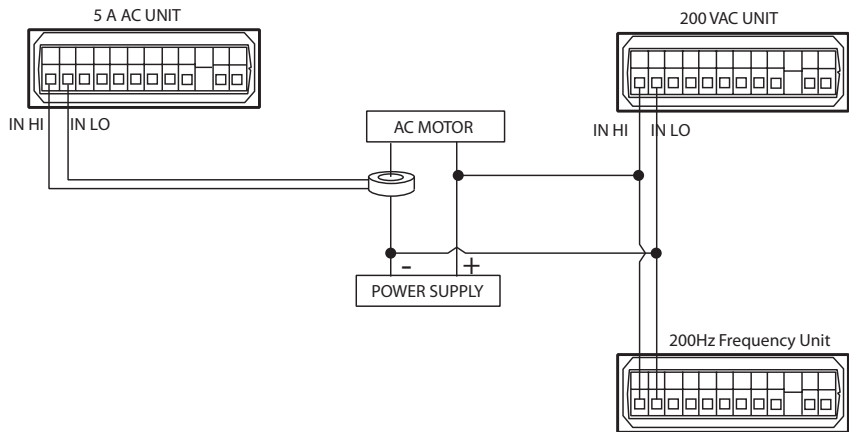 5 A AC UNIT
200 VAC UNIT
IN HI
IN LO
AC MOTOR
IN HI
IN LO
-
+
POWER SUPPLY
200Hz Frequency Unit